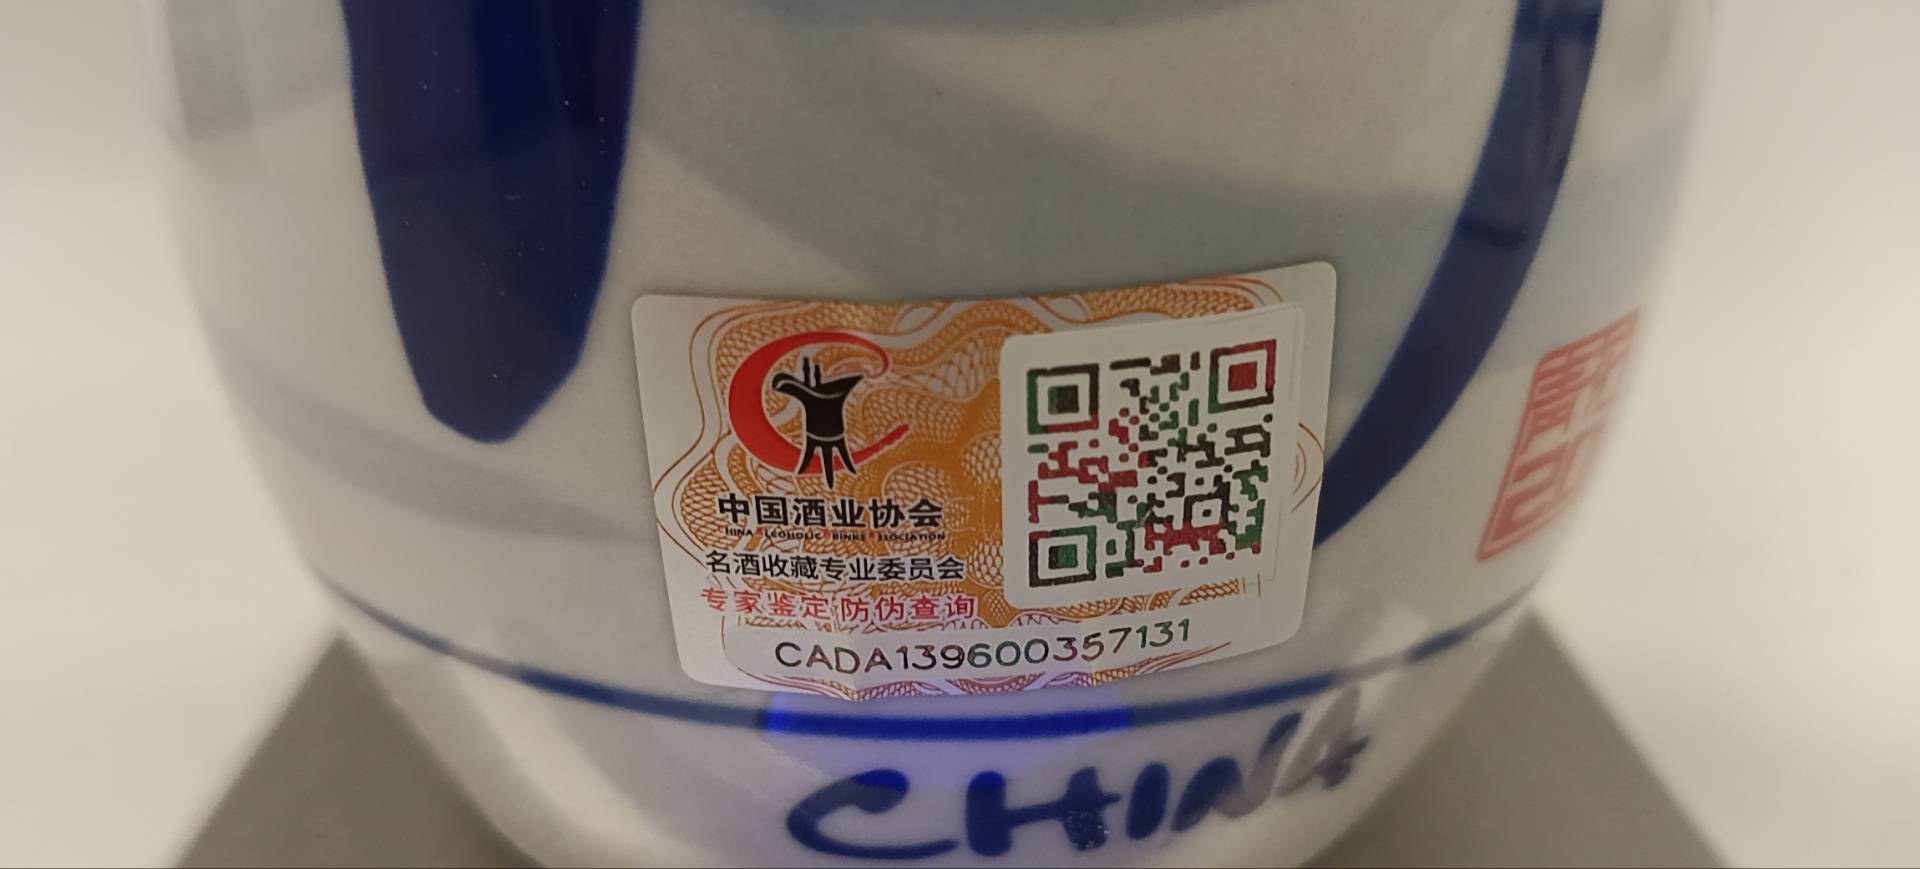 中国酒业协会
名酒收藏专业委员会
专家鉴定 防伪查询
CADA139600357131
CHINA